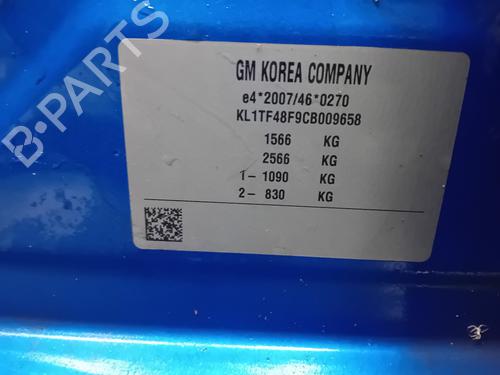 B-PARTS
GM KOREA COMPANY
e4*2007/46*0270
KL1TF48F9CB009658
1566 KG
2566 KG
1- 1090 KG
2- 830 KG